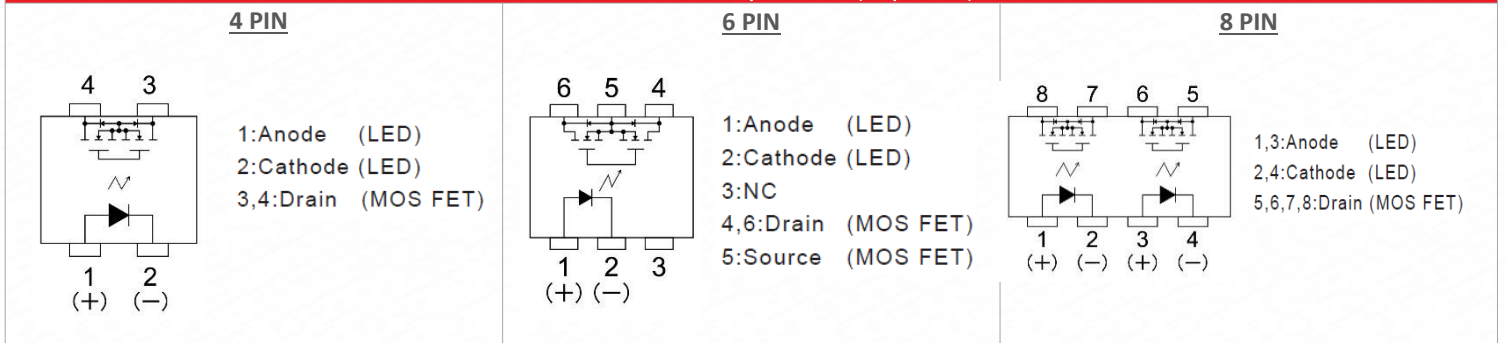 4 PIN
4 3
1 2
(+) (−)
1:Anode (LED)
2:Cathode (LED)
3,4:Drain (MOS FET)
6 PIN
6 5 4
1 2 3
(+) (−)
1:Anode (LED)
2:Cathode (LED)
3:NC
4,6:Drain (MOS FET)
5:Source (MOS FET)
8 PIN
8 7 6 5
1 2 3 4
(+) (−) (+) (−)
1,3:Anode (LED)
2,4:Cathode (LED)
5,6,7,8:Drain (MOS FET)